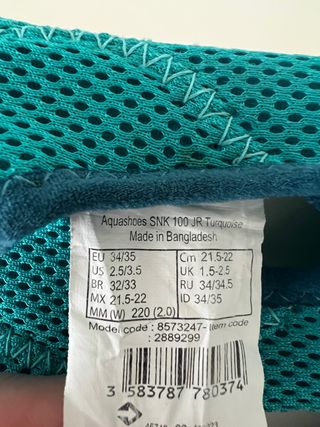 Aquashoes SNK 100 JR Turquoise
Made in Bangladesh
EU 34/35 Cm 21.5-22
US 2.5/3.5 UK 1.5-2.5
BR 32/33 RU 34/34.5
MX 21.5-22 ID 34/35
MM (W) 220 (2.0)
Model code : 8573247- Item code
: 2889299
3 583787 780374